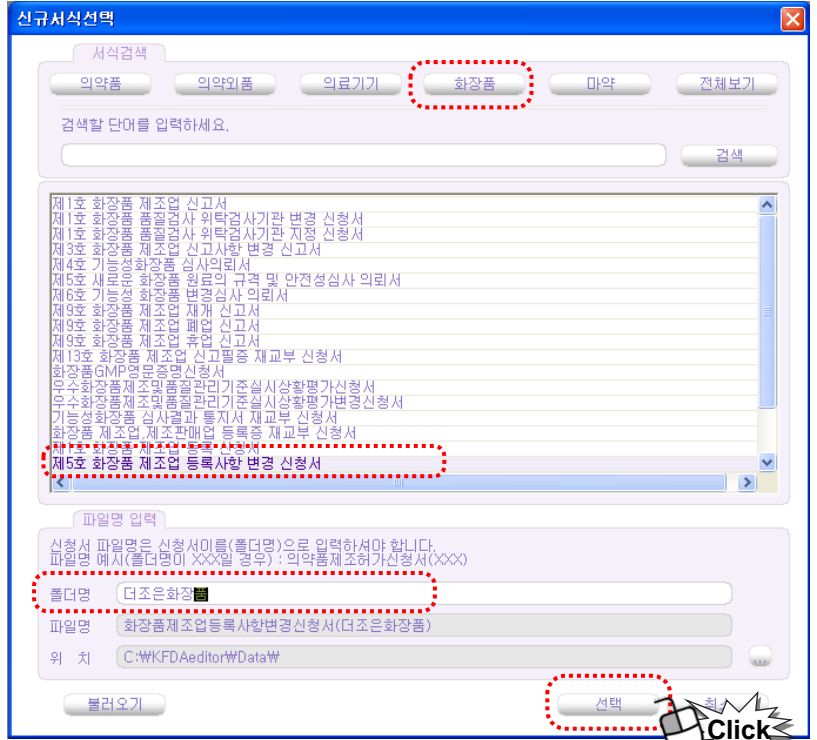 신규서식선택
서식검색
의약품 의약외품 의료기기 화장품 마약 전체보기
검색할 단어를 입력하세요.
검색
제1호 화장품 제조업 신고서
제1호 화장품 품질검사 위탁검사기관 변경 신청서
제1호 화장품 품질검사 위탁검사기관 지정 신청서
제3호 화장품 제조업 신고사항 변경 신고서
제4호 기능성화장품 심사의뢰서
제5호 새로운 화장품 원료의 규격 및 안전성심사 의뢰서
제6호 기능성 화장품 변경심사 의뢰서
제9호 화장품 제조업 재개 신고서
제9호 화장품 제조업 폐업 신고서
제9호 화장품 제조업 휴업 신고서
제13호 화장품 제조업 신고필증 재교부 신청서
화장품GMP영문증명신청서
우수화장품제조및품질관리기준실시상황평가신청서
우수화장품제조및품질관리기준실시상황평가변경신청서
기능성화장품 심사결과 통지서 재교부 신청서
화장품 제조업,제조판매업 등록증 재교부 신청서
제1호 화장품 제조업 등록 신청서
제5호 화장품 제조업 등록사항 변경 신청서
파일명 입력
신청서 파일명은 신청서이름(폴더명)으로 입력하셔야 합니다.
파일명 예시(폴더명이 XXX일 경우) : 의약품제조허가신청서(XXX)
폴더명 더조은화장품
파일명 화장품제조업등록사항변경신청서(더조은화장품)
위 치 C:₩KFDAeditor₩Data₩ ...
불러오기 선택
Click